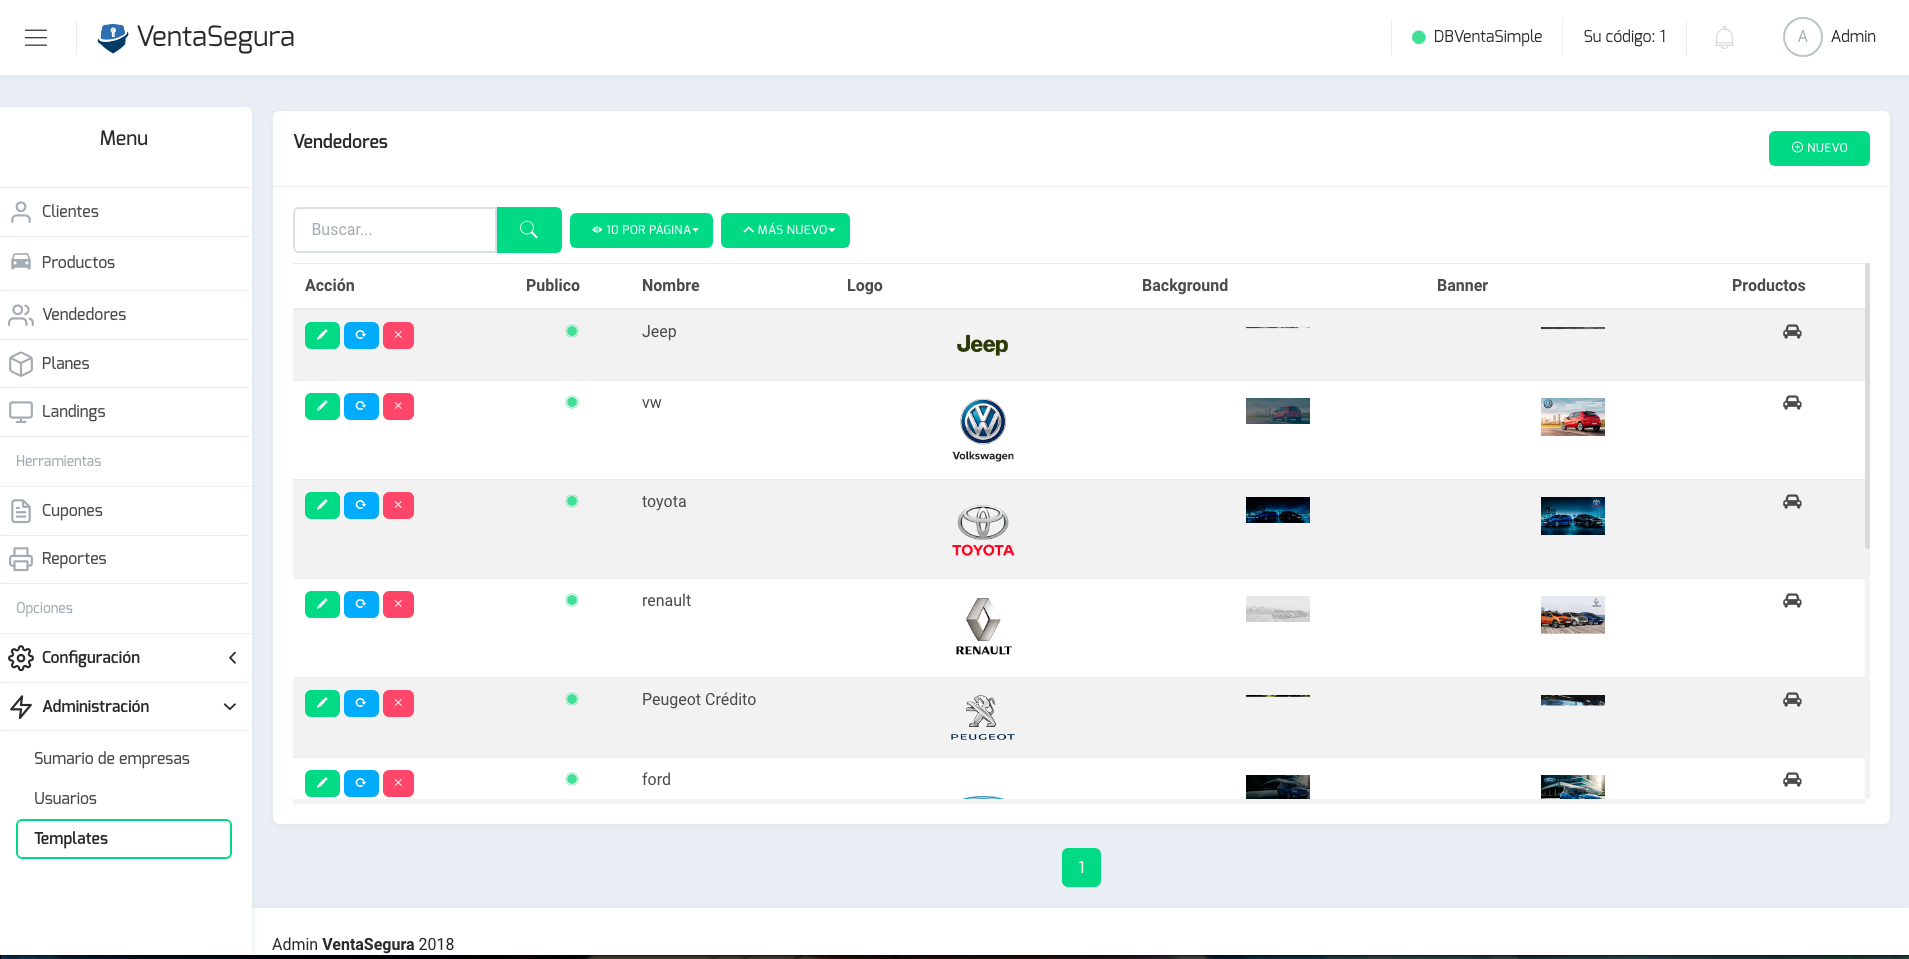 VentaSegura
DBVentaSimple
Su código: 1
A
Admin
Menu
Clientes
Productos
Vendedores
Planes
Landings
Herramientas
Cupones
Reportes
Opciones
Configuración
Administración
Sumario de empresas
Usuarios
Templates
Vendedores
NUEVO
Buscar...
10 POR PÁGINA
MÁS NUEVO
Acción Publico Nombre Logo Background Banner Productos
Jeep Jeep
vw
Volkswagen
toyota
TOYOTA
renault
RENAULT
Peugeot Crédito
PEUGEOT
ford
1
Admin VentaSegura 2018